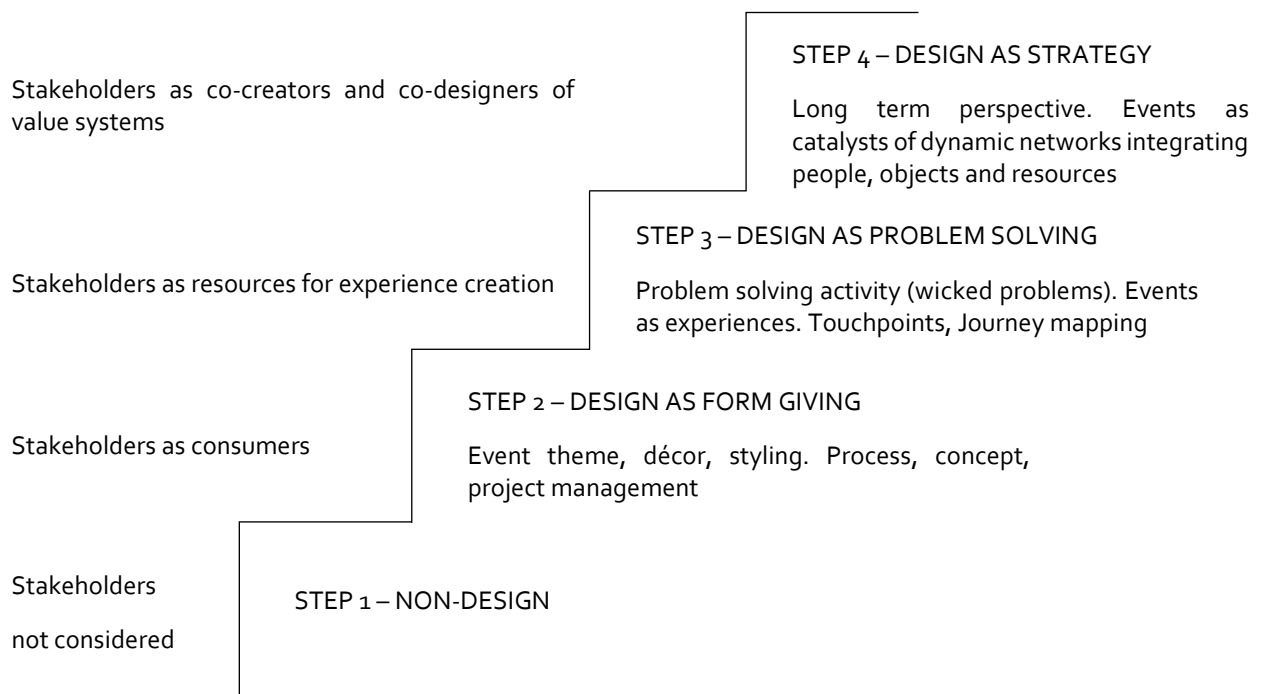 STEP 4 – DESIGN AS STRATEGY
Stakeholders as co-creators and co-designers of
value systems
Long term perspective. Events as
catalysts of dynamic networks integrating
people, objects and resources
STEP 3 – DESIGN AS PROBLEM SOLVING
Stakeholders as resources for experience creation
Problem solving activity (wicked problems). Events
as experiences. Touchpoints, Journey mapping
STEP 2 – DESIGN AS FORM GIVING
Stakeholders as consumers
Event theme, décor, styling. Process, concept,
project management
Stakeholders
not considered
STEP 1 – NON-DESIGN